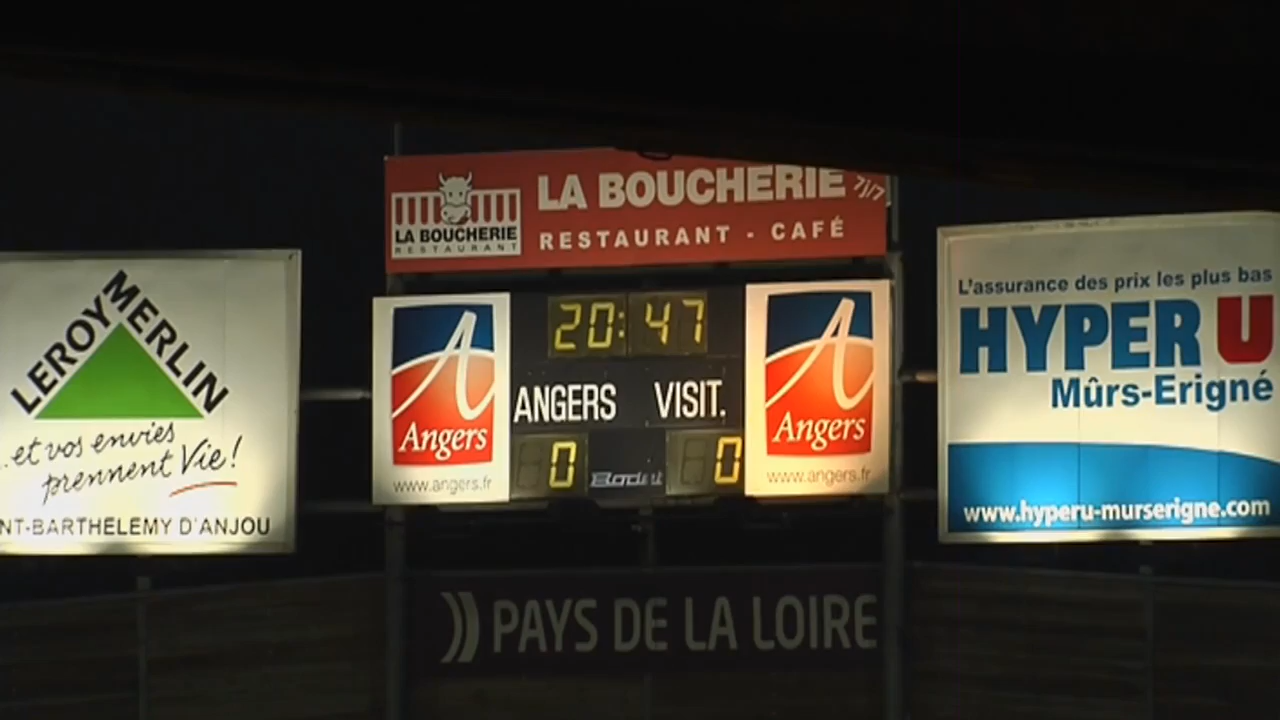 LA BOUCHERIE 7j/7
RESTAURANT - CAFÉ
LA BOUCHERIE
RESTAURANT
LEROY MERLIN
..et vos envies
prennent Vie!
NT-BARTHELEMY D'ANJOU
Angers
www.angers.fr
20:47
ANGERS VISIT.
0 0
Bodet
Angers
www.angers.fr
L'assurance des prix les plus bas
HYPER U
Mûrs-Erigné
www.hyperu-murserigne.com
PAYS DE LA LOIRE